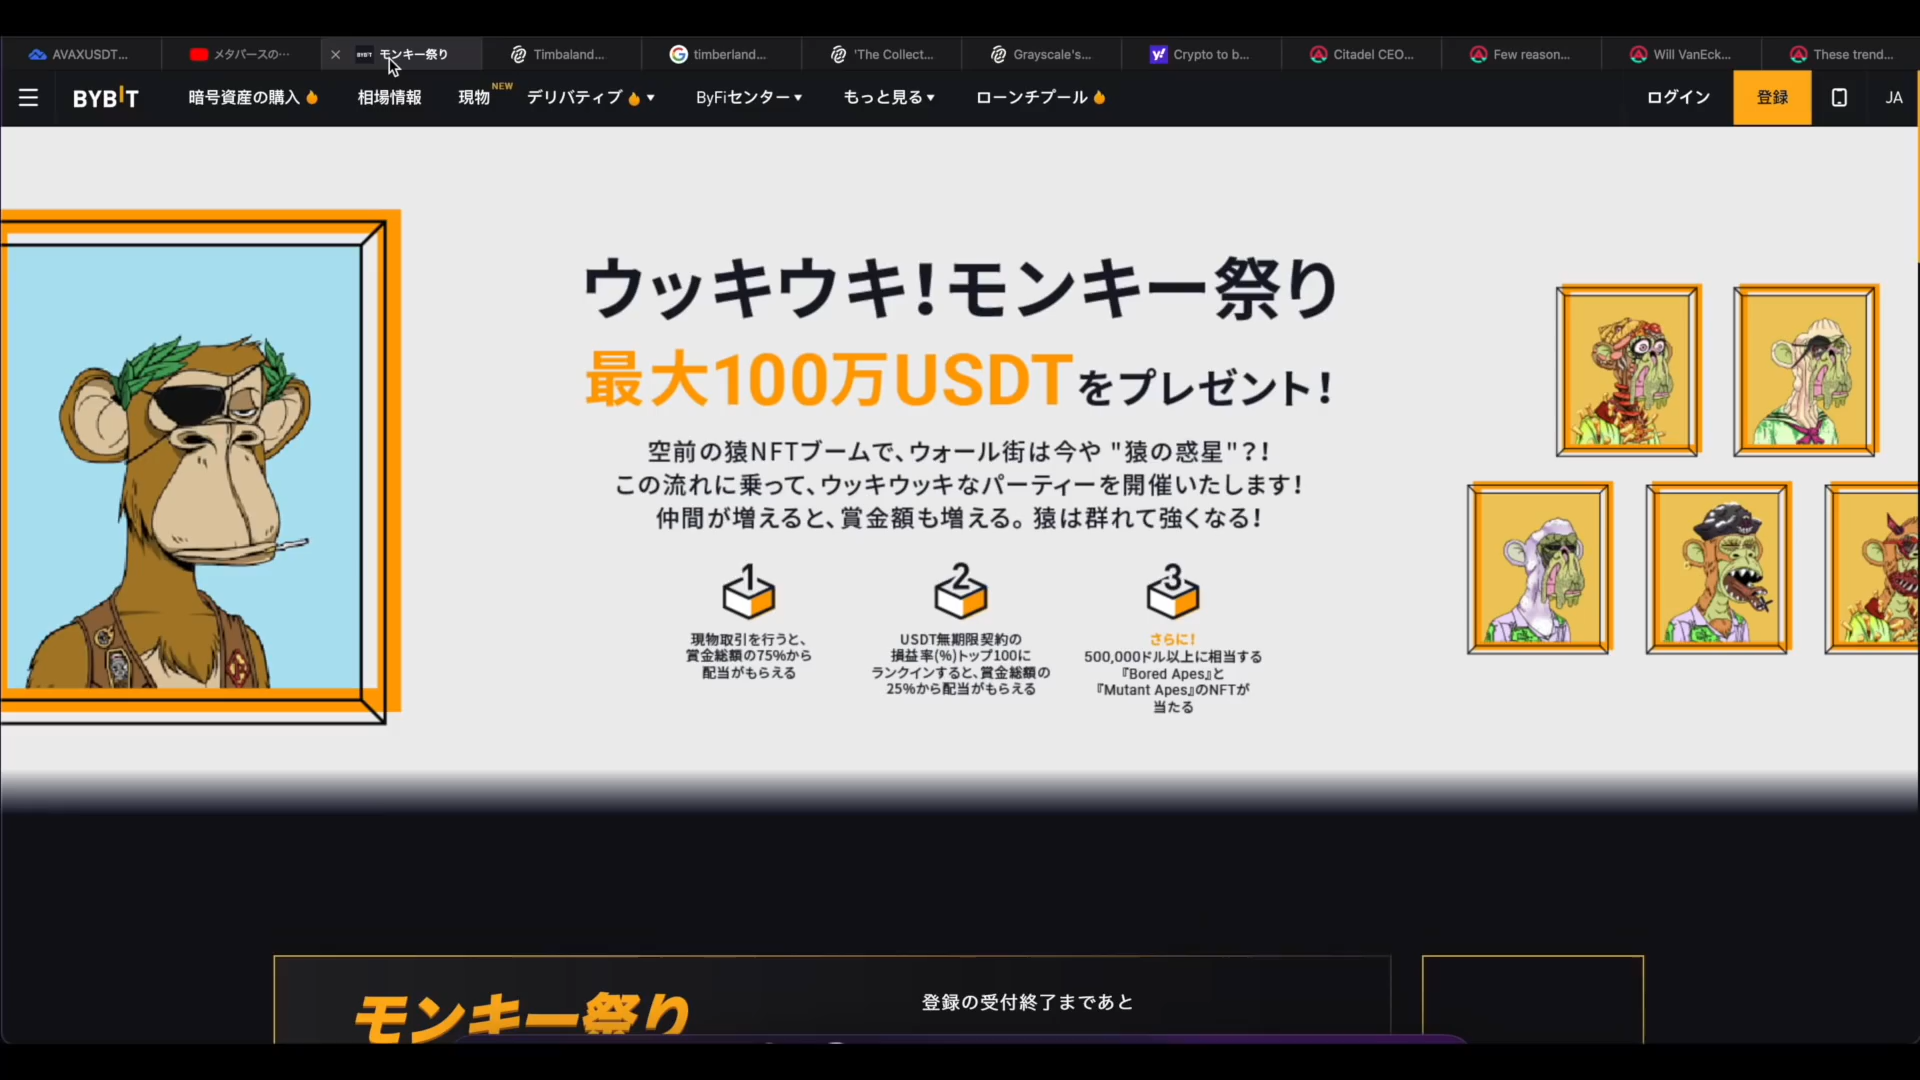 AVAXUSDT...
メタバースの…
モンキー祭り
Timbaland...
timberland...
'The Collect...
Grayscale's...
Crypto to b...
Citadel CEO...
Few reason...
Will VanEck...
These trend...
BYBIT
暗号資産の購入
相場情報
現物
NEW
デリバティブ
ByFiセンター
もっと見る
ローンチプール
ログイン
登録
JA
ウッキウキ！モンキー祭り
最大100万USDTをプレゼント！
空前の猿NFTブームで、ウォール街は今や "猿の惑星"？！
この流れに乗って、ウッキウッキなパーティーを開催いたします！
仲間が増えると、賞金額も増える。猿は群れて強くなる！
1
現物取引を行うと、
賞金総額の75%から
配当がもらえる
2
USDT無期限契約の
損益率(%)トップ100に
ランクインすると、賞金総額の
25%から配当がもらえる
3
さらに！
500,000ドル以上に相当する
『Bored Apes』と
『Mutant Apes』のNFTが
当たる
モンキー祭り
登録の受付終了まであと